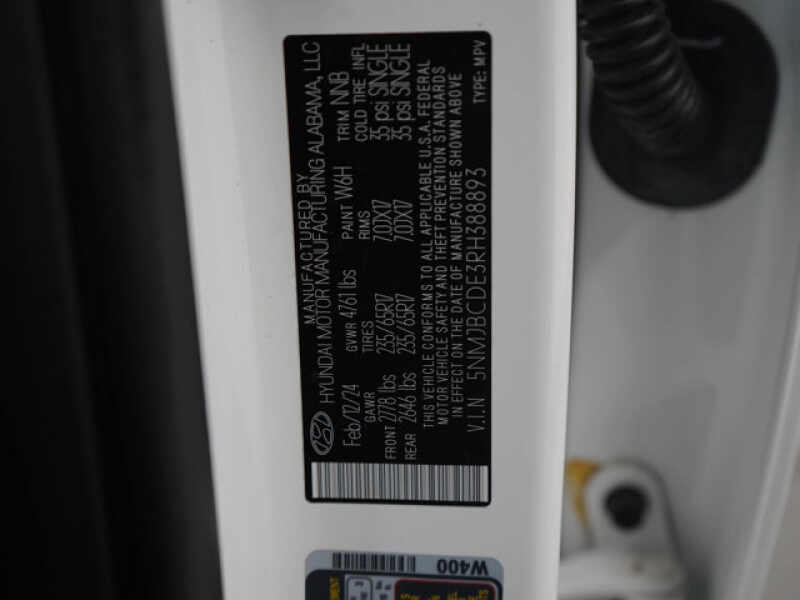 MANUFACTURED BY
HYUNDAI MOTOR MANUFACTURING ALABAMA, LLC
Feb/12/24 GVWR 4761 lbs PAINT W6H TRIM NNB
GAWR TIRES RIMS COLD TIRE INFL
FRONT 2778 lbs 235/65R17 7.0JX17 35 psi SINGLE
REAR 2646 lbs 235/65R17 7.0JX17 35 psi SINGLE
THIS VEHICLE CONFORMS TO ALL APPLICABLE U.S.A. FEDERAL
MOTOR VEHICLE SAFETY AND THEFT PREVENTION STANDARDS
IN EFFECT ON THE DATE OF MANUFACTURE SHOWN ABOVE
V.I.N 5NMJBCDE3RH388893 TYPE: MPV
W400